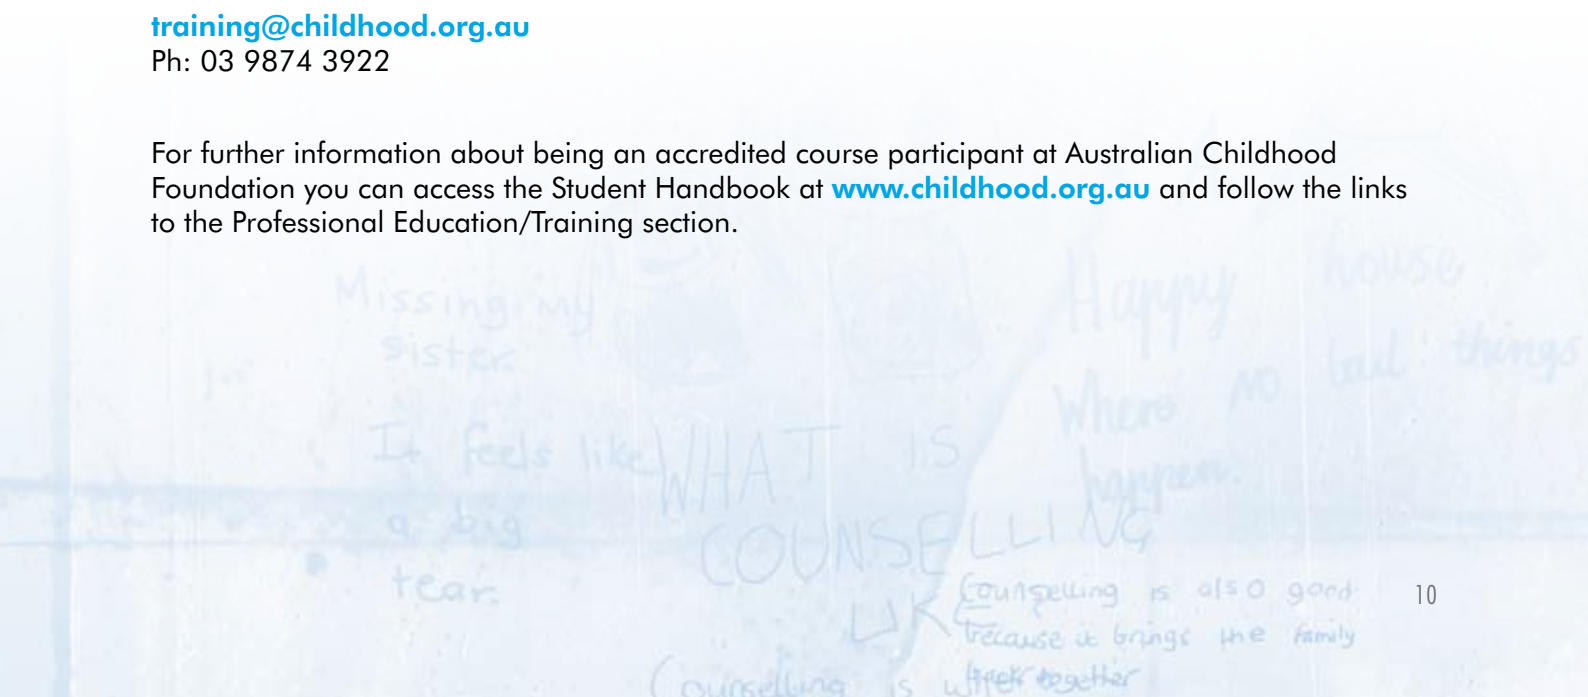 training@childhood.org.au
Ph: 03 9874 3922
For further information about being an accredited course participant at Australian Childhood
Foundation you can access the Student Handbook at www.childhood.org.au and follow the links
to the Professional Education/Training section.
Missing my
sister
It feels like
a big
tear.
WHAT IS
COUNSELLING
LIK
Happy house
Where no bad things
happen.
Counselling is also good
because it brings the family
back together
Counselling is
10